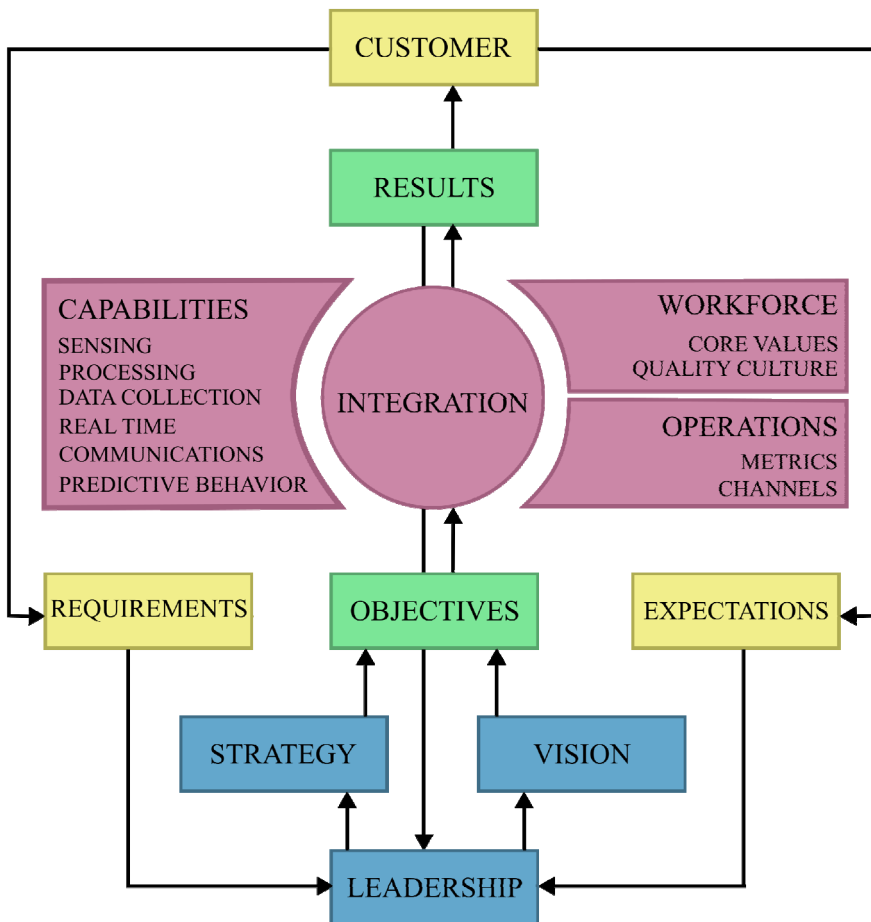 CUSTOMER
RESULTS
CAPABILITIES
SENSING
PROCESSING
DATA COLLECTION
REAL TIME
COMMUNICATIONS
PREDICTIVE BEHAVIOR
INTEGRATION
WORKFORCE
CORE VALUES
QUALITY CULTURE
OPERATIONS
METRICS
CHANNELS
REQUIREMENTS
OBJECTIVES
EXPECTATIONS
STRATEGY
VISION
LEADERSHIP